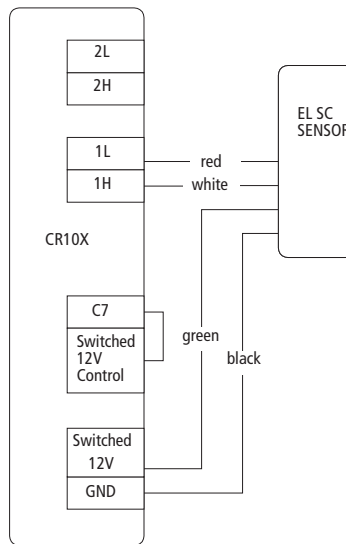 2L
2H
1L
1H
CR10X
C7
Switched
12V
Control
Switched
12V
GND
red
white
green
black
EL SC
SENSOR